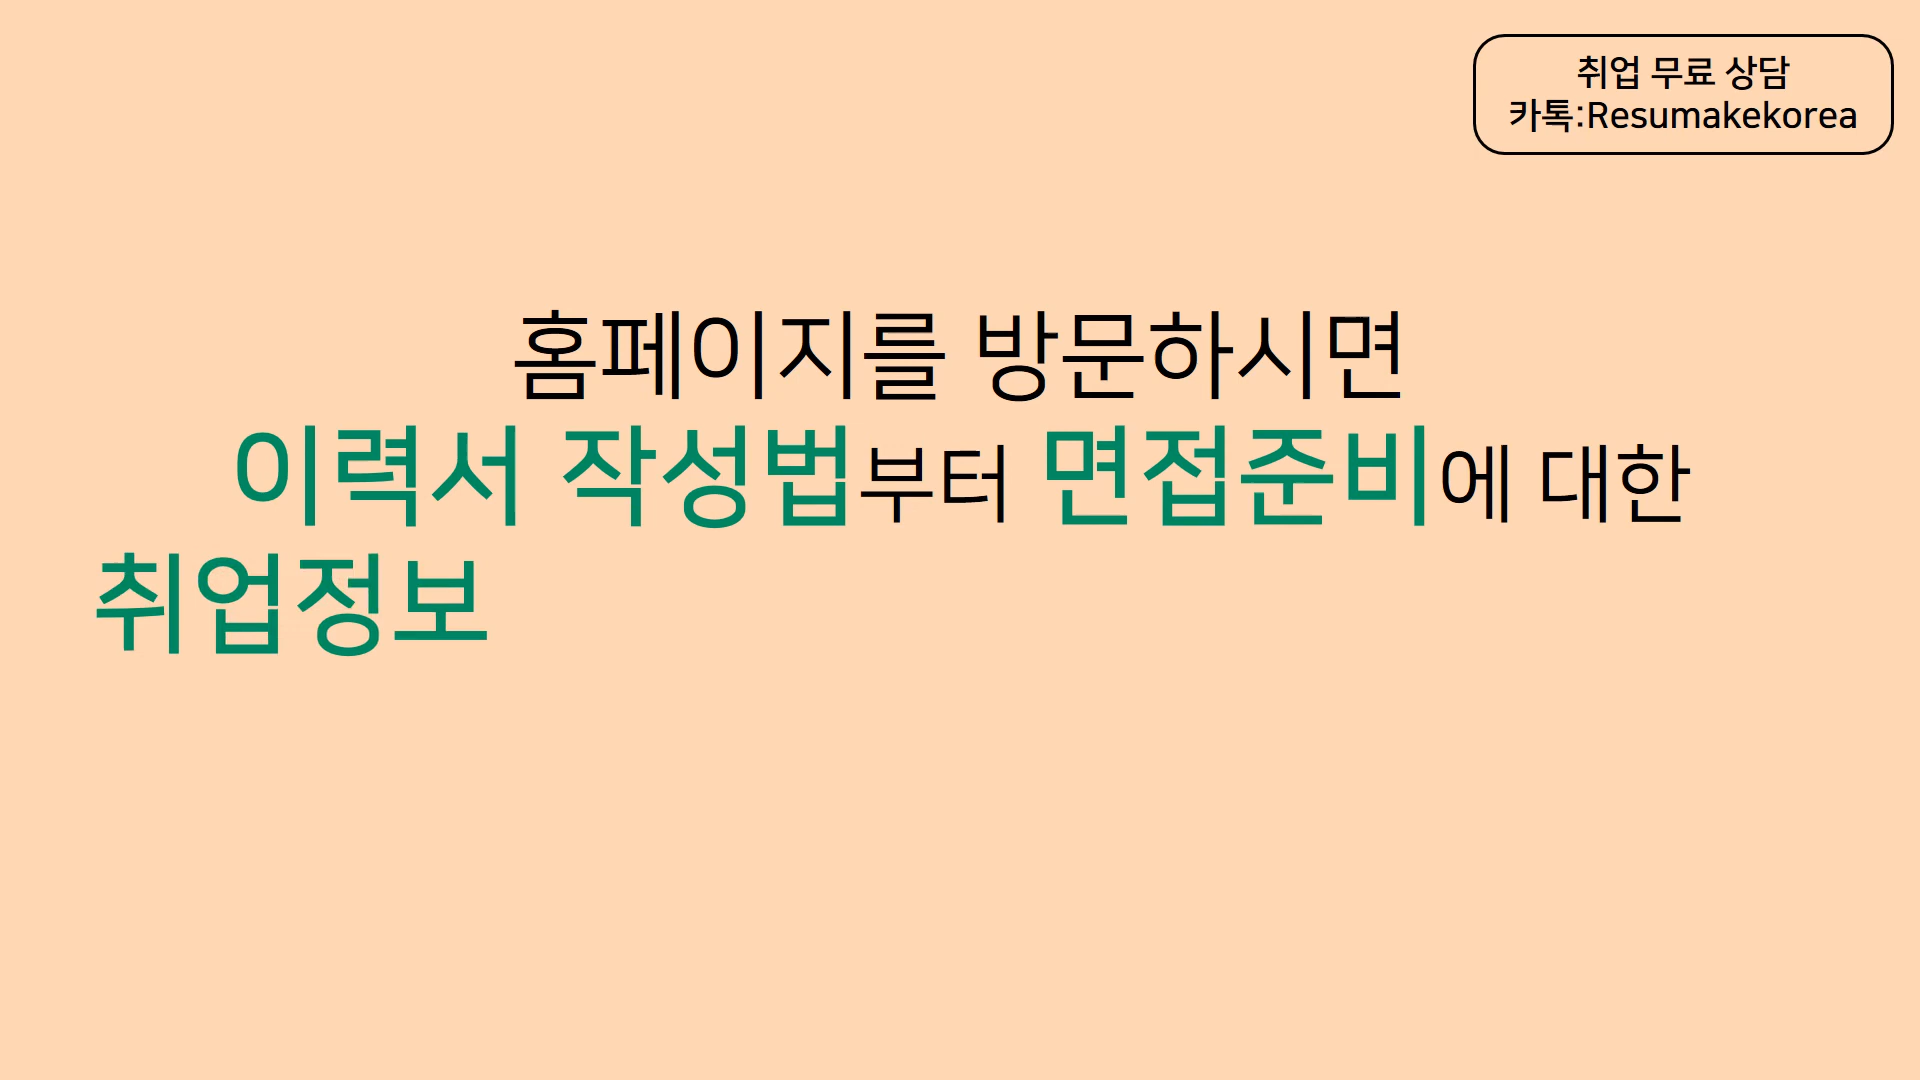 취업 무료 상담
카톡:Resumakekorea
홈페이지를 방문하시면
이력서 작성법부터 면접준비에 대한
취업정보